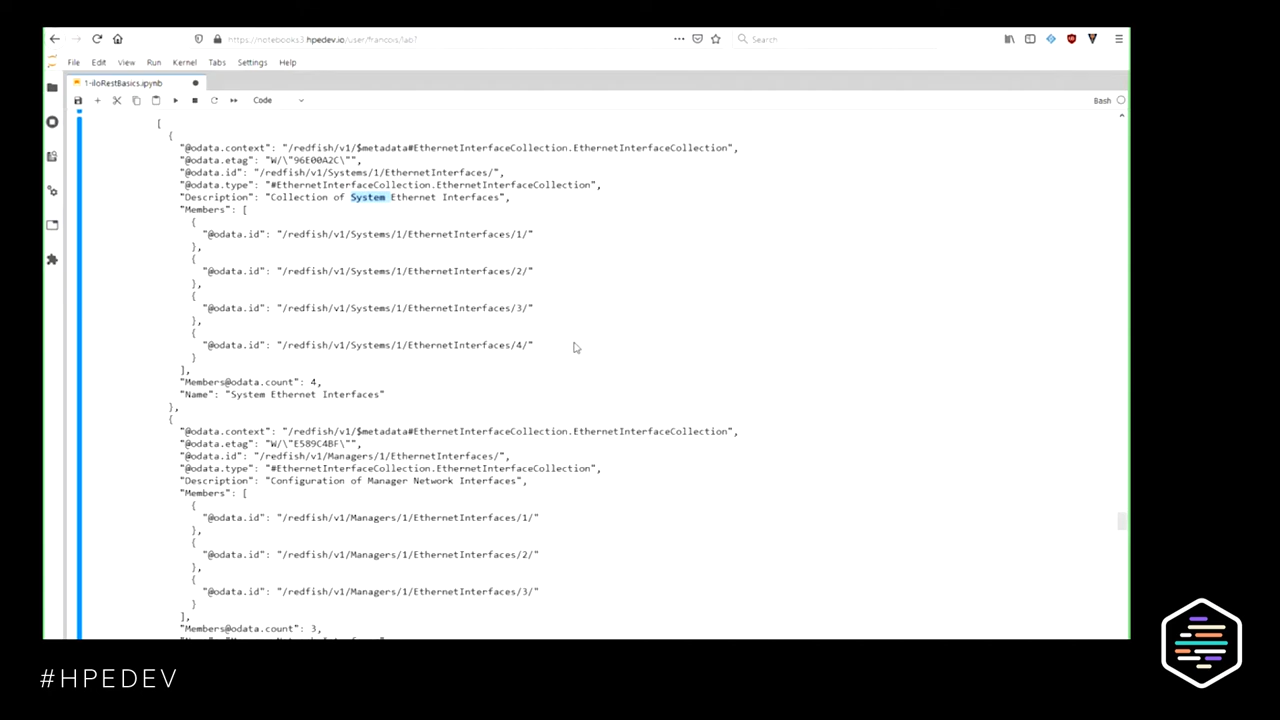 https://notebooks3.hpedev.io/user/francois/lab?
Search
File Edit View Run Kernel Tabs Settings Help
1-iloRestBasics.ipynb
Code
Bash
[
{
"@odata.context": "/redfish/v1/$metadata#EthernetInterfaceCollection.EthernetInterfaceCollection",
"@odata.etag": "W/\"96E00A2C\"",
"@odata.id": "/redfish/v1/Systems/1/EthernetInterfaces/",
"@odata.type": "#EthernetInterfaceCollection.EthernetInterfaceCollection",
"Description": "Collection of System Ethernet Interfaces",
"Members": [
{
"@odata.id": "/redfish/v1/Systems/1/EthernetInterfaces/1/"
},
{
"@odata.id": "/redfish/v1/Systems/1/EthernetInterfaces/2/"
},
{
"@odata.id": "/redfish/v1/Systems/1/EthernetInterfaces/3/"
},
{
"@odata.id": "/redfish/v1/Systems/1/EthernetInterfaces/4/"
}
],
"Members@odata.count": 4,
"Name": "System Ethernet Interfaces"
},
{
"@odata.context": "/redfish/v1/$metadata#EthernetInterfaceCollection.EthernetInterfaceCollection",
"@odata.etag": "W/\"E589C4BF\"",
"@odata.id": "/redfish/v1/Managers/1/EthernetInterfaces/",
"@odata.type": "#EthernetInterfaceCollection.EthernetInterfaceCollection",
"Description": "Configuration of Manager Network Interfaces",
"Members": [
{
"@odata.id": "/redfish/v1/Managers/1/EthernetInterfaces/1/"
},
{
"@odata.id": "/redfish/v1/Managers/1/EthernetInterfaces/2/"
},
{
"@odata.id": "/redfish/v1/Managers/1/EthernetInterfaces/3/"
}
],
"Members@odata.count": 3,
#HPEDEV